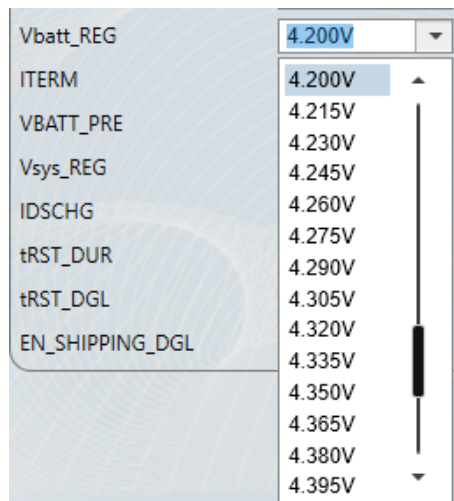 Vbatt_REG 4.200V
ITERM 4.200V
4.215V
VBATT_PRE 4.230V
Vsys_REG 4.245V
4.260V
IDSCHG 4.275V
tRST_DUR 4.290V
tRST_DGL 4.305V
4.320V
EN_SHIPPING_DGL 4.335V
4.350V
4.365V
4.380V
4.395V